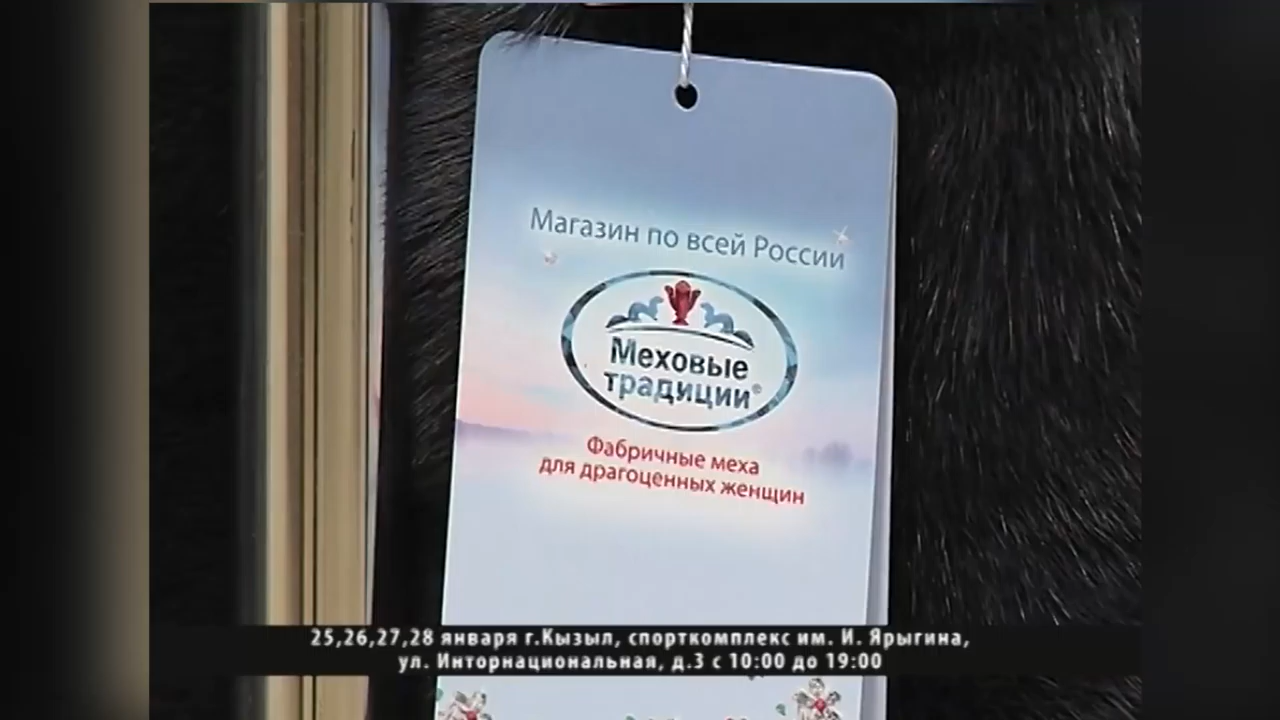 Магазин по всей России
Меховые
традиции®
Фабричные меха
для драгоценных женщин
25,26,27,28 января г.Кызыл, спорткомплекс им. И. Ярыгина,
ул. Инторнациональная, д.3 с 10:00 до 19:00